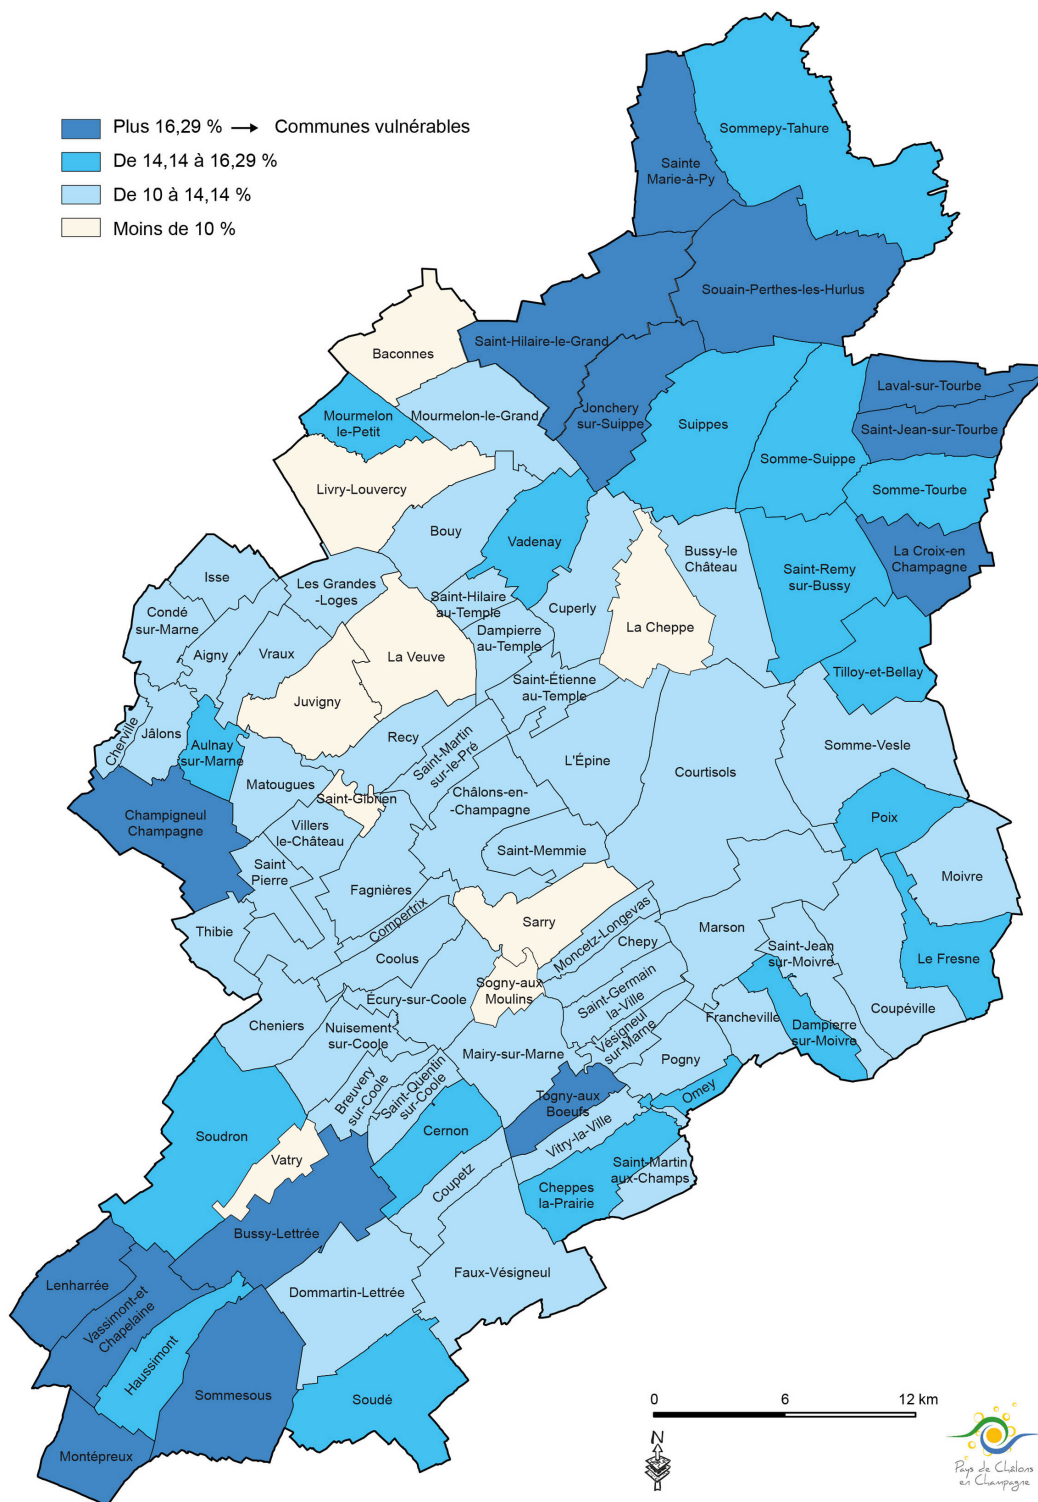 Plus 16,29 % → Communes vulnérables
De 14,14 à 16,29 %
De 10 à 14,14 %
Moins de 10 %
Sommepy-Tahure
Sainte
Marie-à-Py
Souain-Perthes-les-Hurlus
Saint-Hilaire-le-Grand
Baconnes
Laval-sur-Tourbe
Mourmelon
le-Petit
Mourmelon-le-Grand
Jonchery
sur-Suippe
Suippes
Saint-Jean-sur-Tourbe
Somme-Suippe
Livry-Louvercy
Somme-Tourbe
Bouy
Vadenay
Bussy-le
Château
La Croix-en
Champagne
Saint-Remy
sur-Bussy
Isse
Les Grandes
-Loges
Saint-Hilaire
au-Temple
Cuperly
Condé
sur-Marne
La Cheppe
Dampierre
au-Temple
Aigny
Vraux
La Veuve
Tilloy-et-Bellay
Saint-Étienne
au-Temple
Juvigny
Cherville
Jâlons
Aulnay
sur-Marne
Recy
Saint-Martin
sur-le-Pré
L'Épine
Somme-Vesle
Courtisols
Matougues
Saint-Gibrien
Châlons-en-
-Champagne
Champigneul
Champagne
Villers
le-Château
Poix
Saint-Memmie
Saint
Pierre
Moivre
Fagnières
Compertrix
Sarry
Moncetz-Longevas
Thibie
Marson
Chepy
Saint-Jean
sur-Moivre
Le Fresne
Coolus
Sogny-aux
Moulins
Écury-sur-Coole
Saint-Germain
la-Ville
Coupéville
Cheniers
Nuisement
sur-Coole
Francheville
Dampierre
sur-Moivre
Vésigneul
sur-Marne
Mairy-sur-Marne
Pogny
Breuvery
sur-Coole
Saint-Quentin
sur-Coole
Togny-aux
Boeufs
Omey
Soudron
Cernon
Vitry-la-Ville
Vatry
Saint-Martin
aux-Champs
Coupetz
Cheppes
la-Prairie
Bussy-Lettrée
Lenharrée
Faux-Vésigneul
Dommartin-Lettrée
Vassimont-et
Chapelaine
Haussimont
Sommesous
Soudé
Montépreux
0 6 12 km
N
Pays de Châlons
en Champagne